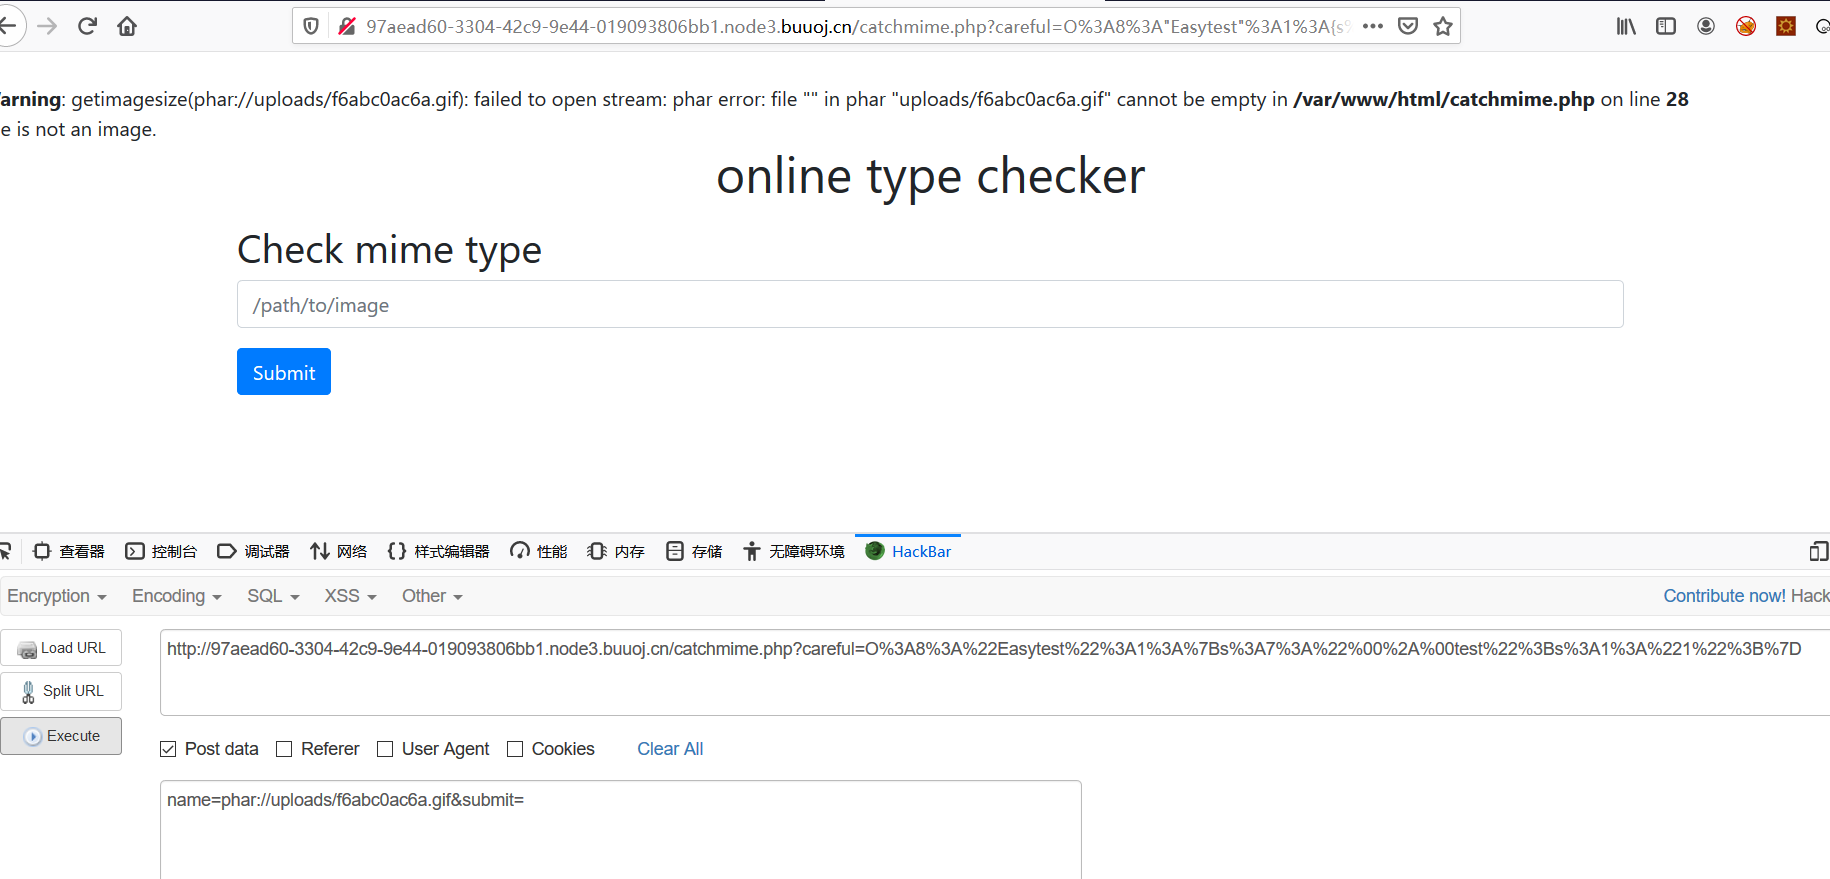 97aead60-3304-42c9-9e44-019093806bb1.node3.buuoj.cn/catchmime.php?careful=O%3A8%3A"Easytest"%3A1%3A{s%
arning: getimagesize(phar://uploads/f6abc0ac6a.gif): failed to open stream: phar error: file "" in phar "uploads/f6abc0ac6a.gif" cannot be empty in /var/www/html/catchmime.php on line 28
e is not an image.
online type checker
Check mime type
/path/to/image
Submit
查看器 控制台 调试器 网络 样式编辑器 性能 内存 存储 无障碍环境 HackBar
Encryption Encoding SQL XSS Other Contribute now! Hack
Load URL
http://97aead60-3304-42c9-9e44-019093806bb1.node3.buuoj.cn/catchmime.php?careful=O%3A8%3A%22Easytest%22%3A1%3A%7Bs%3A7%3A%22%00%2A%00test%22%3Bs%3A1%3A%221%22%3B%7D
Split URL
Execute
Post data Referer User Agent Cookies Clear All
name=phar://uploads/f6abc0ac6a.gif&submit=